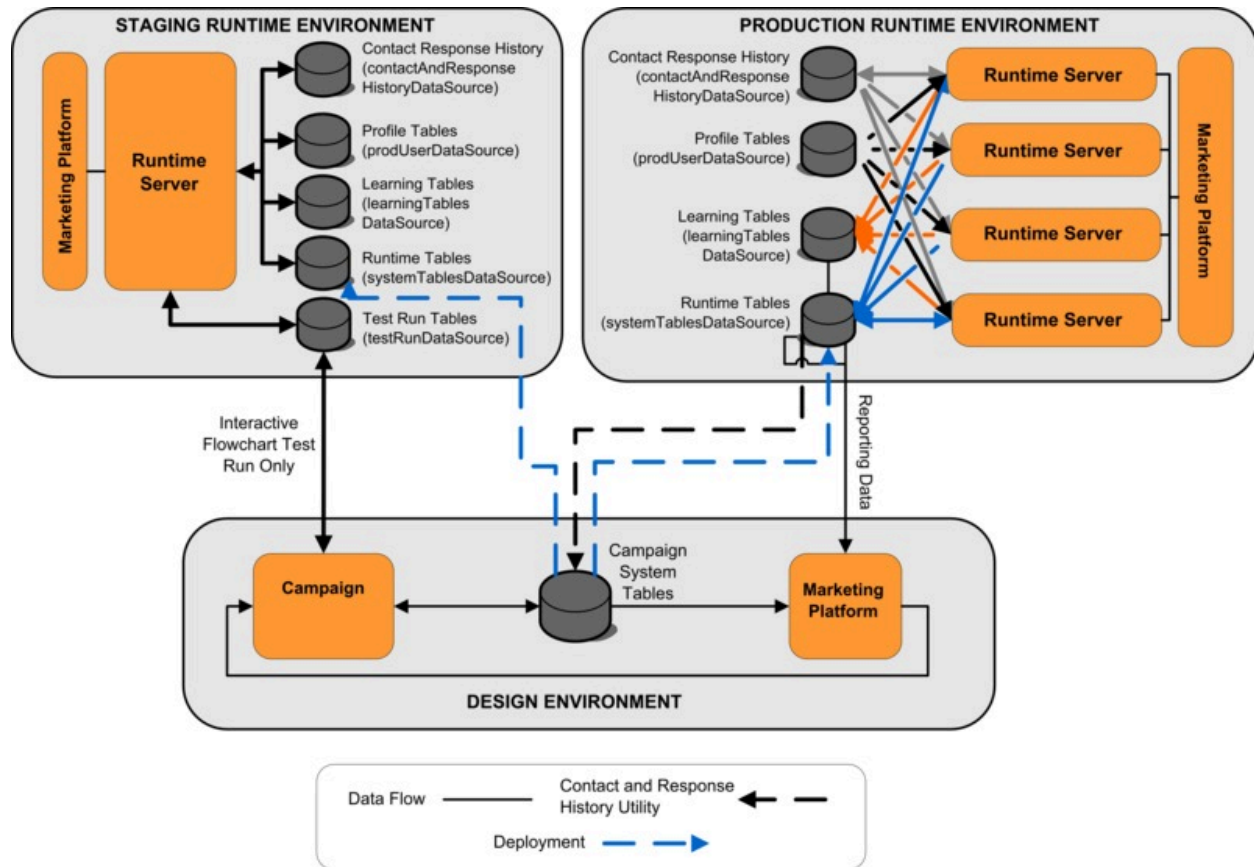 STAGING RUNTIME ENVIRONMENT
Marketing Platform
Runtime
Server
Contact Response History
(contactAndResponse
HistoryDataSource)
Profile Tables
(prodUserDataSource)
Learning Tables
(learningTables
DataSource)
Runtime Tables
(systemTablesDataSource)
Test Run Tables
(testRunDataSource)
PRODUCTION RUNTIME ENVIRONMENT
Contact Response History
(contactAndResponse
HistoryDataSource)
Profile Tables
(prodUserDataSource)
Learning Tables
(learningTables
DataSource)
Runtime Tables
(systemTablesDataSource)
Runtime Server
Runtime Server
Runtime Server
Runtime Server
Marketing Platform
Interactive
Flowchart Test
Run Only
Reporting Data
Campaign
Campaign
System
Tables
Marketing
Platform
DESIGN ENVIRONMENT
Data Flow
Contact and Response
History Utility
Deployment